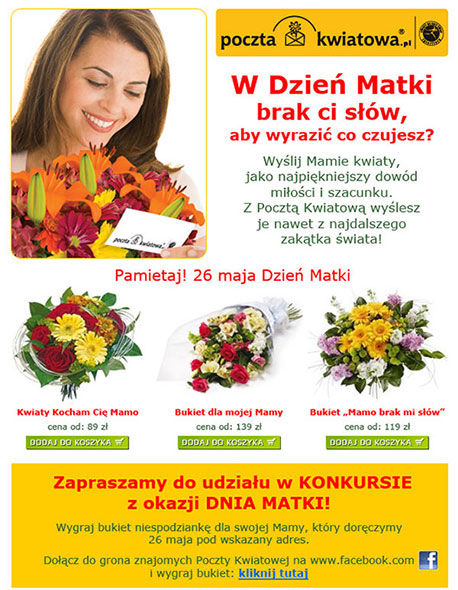 poczta kwiatowa®.pl
W Dzień Matki
brak ci słów,
aby wyrazić co czujesz?
Wyślij Mamie kwiaty,
jako najpiękniejszy dowód
miłości i szacunku.
Z Pocztą Kwiatową wyślesz
je nawet z najdalszego
zakątka świata!
poczta kwiatowa.pl
Pamietaj! 26 maja Dzień Matki
Kwiaty Kocham Cię Mamo
cena od: 89 zł
DODAJ DO KOSZYKA
Bukiet dla mojej Mamy
cena od: 139 zł
DODAJ DO KOSZYKA
Bukiet „Mamo brak mi słów”
cena od: 119 zł
DODAJ DO KOSZYKA
Zapraszamy do udziału w KONKURSIE
z okazji DNIA MATKI!
Wygraj bukiet niespodziankę dla swojej Mamy, który doręczymy
26 maja pod wskazany adres.
Dołącz do grona znajomych Poczty Kwiatowej na www.facebook.com f
i wygraj bukiet: kliknij tutaj